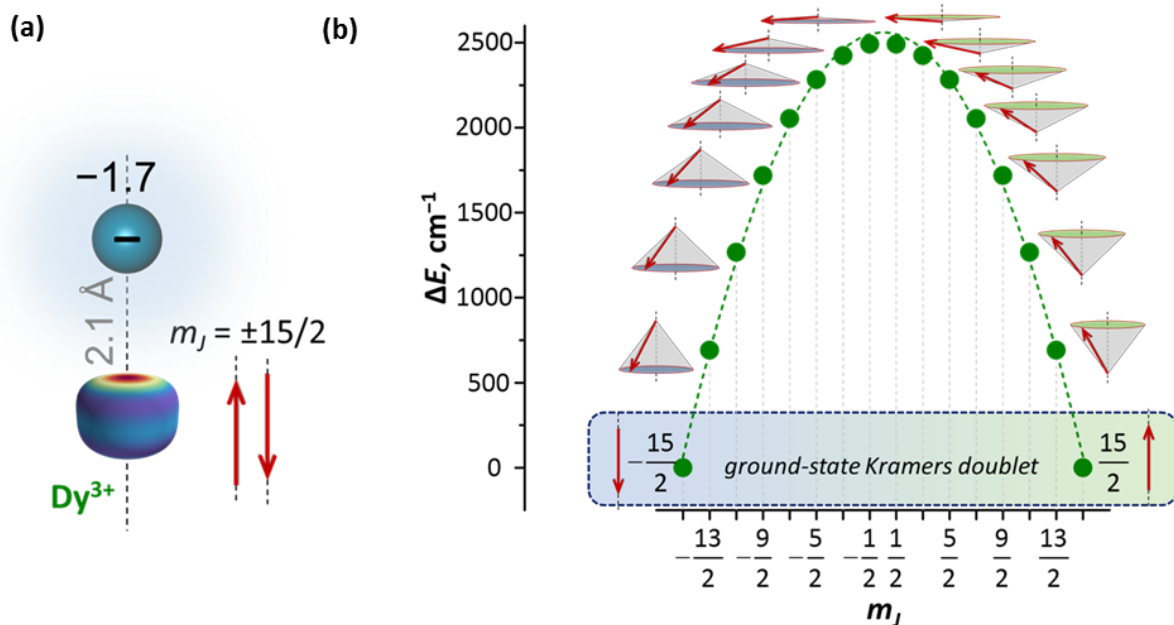 (a)
−1.7
−
2.1 Å
m_J = ±15/2
Dy³⁺
(b)
ΔE, cm⁻¹
2500
2000
1500
1000
500
0
−15/2
ground-state Kramers doublet
15/2
−13/2 −9/2 −5/2 −1/2 1/2 5/2 9/2 13/2
m_J